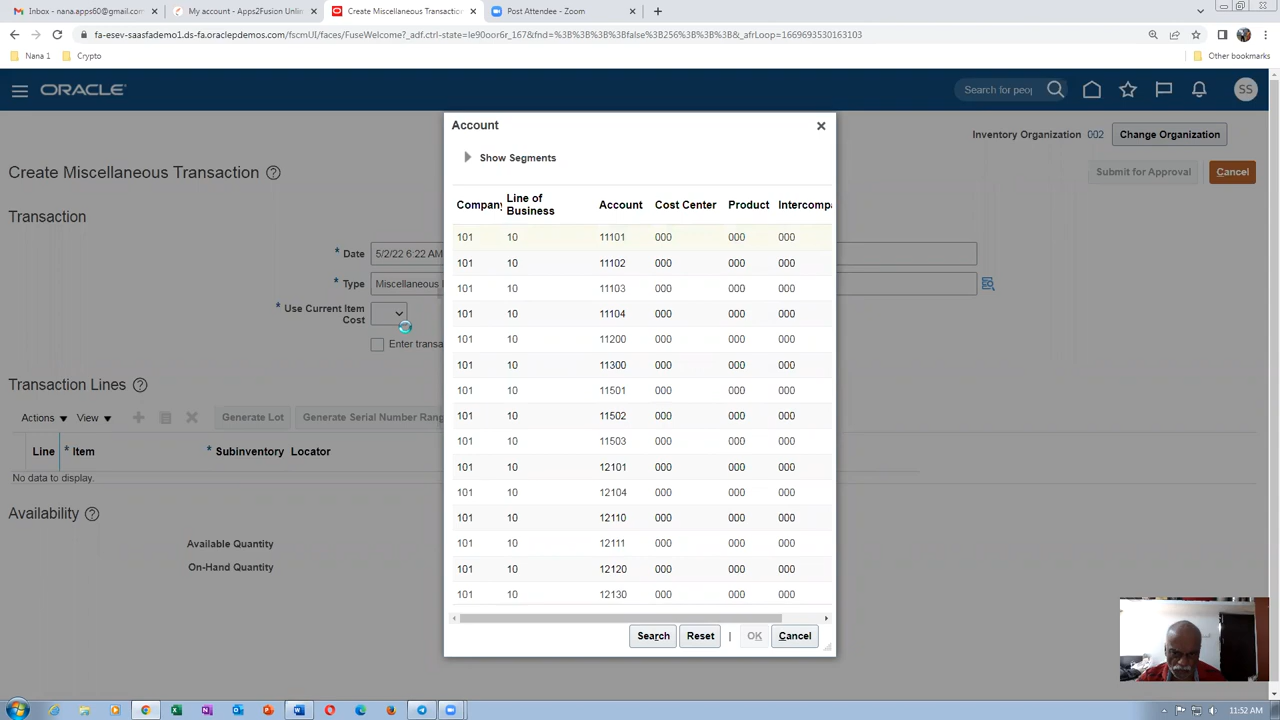 Inbox - nana.apps60@gmail.com
My account - Apps2Fusion Unlim
Create Miscellaneous Transaction
Post Attendee - Zoom
fa-esev-saasfademo1.ds-fa.oraclepdemos.com/fscmUI/faces/FuseWelcome?_adf.ctrl-state=le90oor6r_167&fnd=%3B%3B%3B%3Bfalse%3B256%3B%3B%3B&_afrLoop=1669693530163103
Nana 1
Crypto
Other bookmarks
ORACLE
Search for peop
SS
Inventory Organization 002
Change Organization
Create Miscellaneous Transaction
Submit for Approval
Cancel
Transaction
* Date 5/2/22 6:22 AM
* Type Miscellaneous
* Use Current Item
Cost
Enter transa
Transaction Lines
Actions
View
Generate Lot
Generate Serial Number Rang
Line
* Item
* Subinventory
Locator
No data to display.
Availability
Available Quantity
On-Hand Quantity
Account
Show Segments
Company Line of Business Account Cost Center Product Intercompa
101 10 11101 000 000 000
101 10 11102 000 000 000
101 10 11103 000 000 000
101 10 11104 000 000 000
101 10 11200 000 000 000
101 10 11300 000 000 000
101 10 11501 000 000 000
101 10 11502 000 000 000
101 10 11503 000 000 000
101 10 12101 000 000 000
101 10 12104 000 000 000
101 10 12110 000 000 000
101 10 12111 000 000 000
101 10 12120 000 000 000
101 10 12130 000 000 000
Search
Reset
|
OK
Cancel
11:52 AM